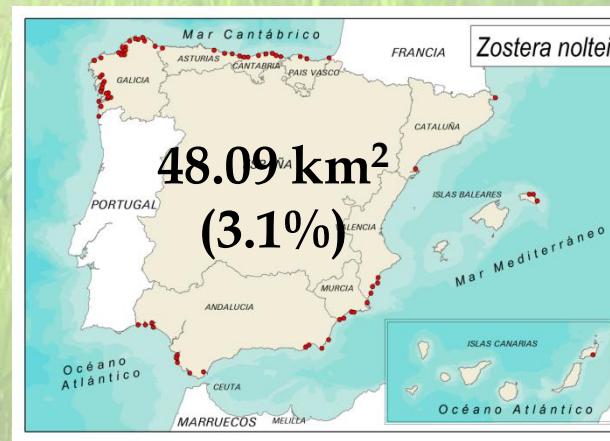 Mar Cantábrico
Zostera noltei
FRANCIA
ASTURIAS
CANTABRIA
PAIS VASCO
GALICIA
CATALUÑA
48.09 km²
ESPAÑA
ISLAS BALEARES
PORTUGAL
(3.1%)
VALENCIA
Mar Mediterráneo
MURCIA
ANDALUCIA
ISLAS CANARIAS
Océano
Atlántico
CEUTA
Océano Atlántico
MARRUECOS
MELILLA